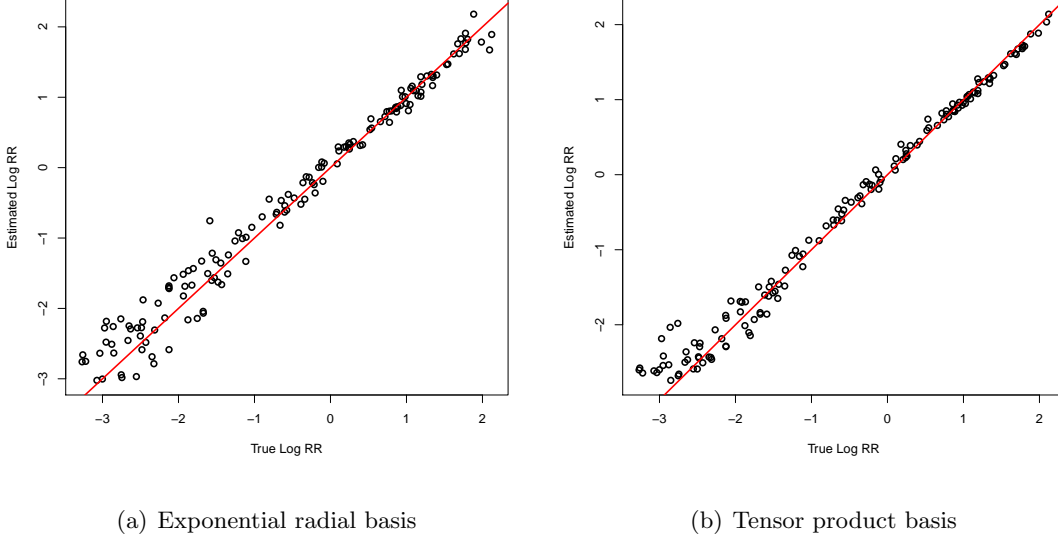 2
1
0
−1
−2
−3
Estimated Log RR
−3 −2 −1 0 1 2
True Log RR
2
1
0
−1
−2
Estimated Log RR
−3 −2 −1 0 1 2
True Log RR
(a) Exponential radial basis
(b) Tensor product basis